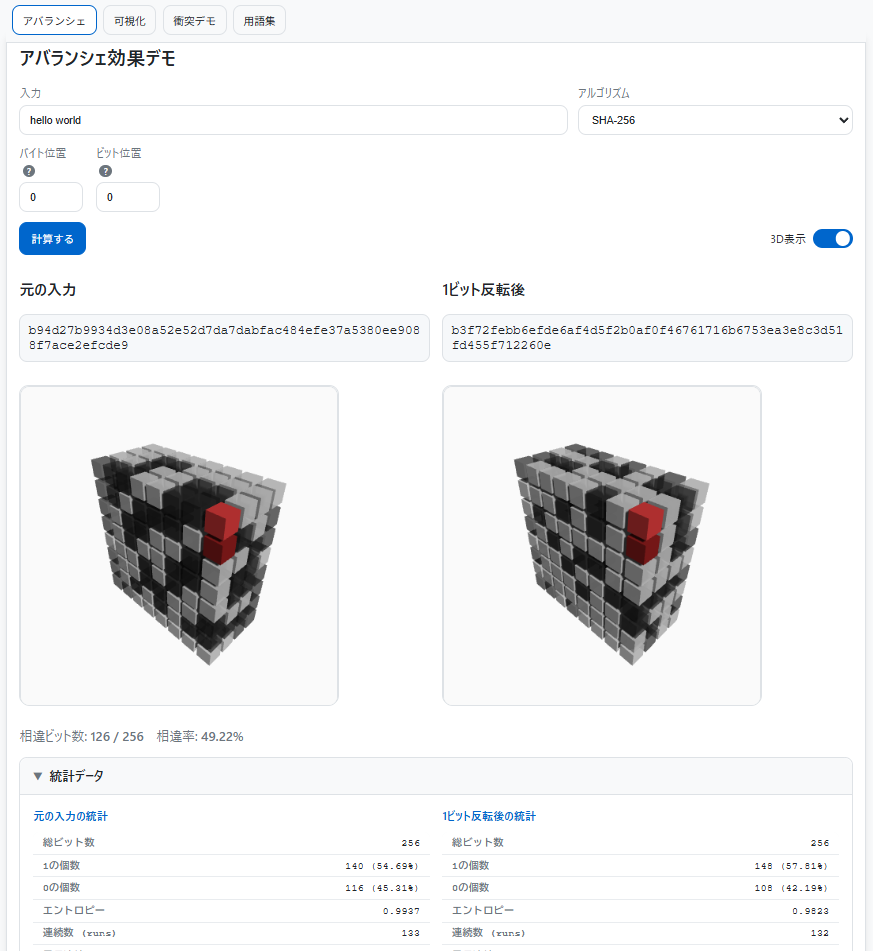 アバランシェ 可視化 衝突デモ 用語集
アバランシェ効果デモ
入力 アルゴリズム
hello world SHA-256
バイト位置 ビット位置
? ?
0 0
計算する 3D表示
元の入力 1ビット反転後
b94d27b9934d3e08a52e52d7da7dabfac484efe37a5380ee908 b3f72febb6efde6af4d5f2b0af0f46761716b6753ea3e8c3d51
8f7ace2efcde9 fd455f712260e
相違ビット数: 126 / 256 相違率: 49.22%
▼ 統計データ
元の入力の統計 1ビット反転後の統計
総ビット数 256 総ビット数 256
1の個数 140 (54.69%) 1の個数 148 (57.81%)
0の個数 116 (45.31%) 0の個数 108 (42.19%)
エントロピー 0.9937 エントロピー 0.9823
連続数 (runs) 133 連続数 (runs) 132